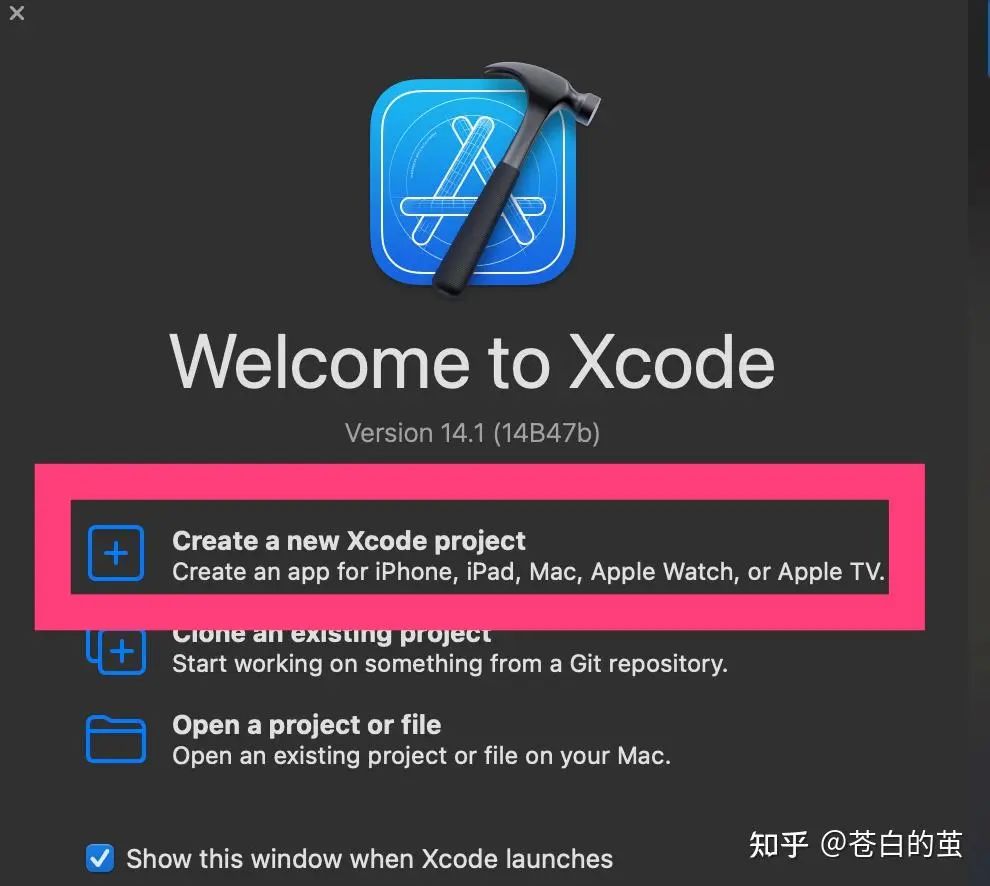 Welcome to Xcode
Version 14.1 (14B47b)
Create a new Xcode project
Create an app for iPhone, iPad, Mac, Apple Watch, or Apple TV.
Clone an existing project
Start working on something from a Git repository.
Open a project or file
Open an existing project or file on your Mac.
Show this window when Xcode launches
知乎 @苍白的茧